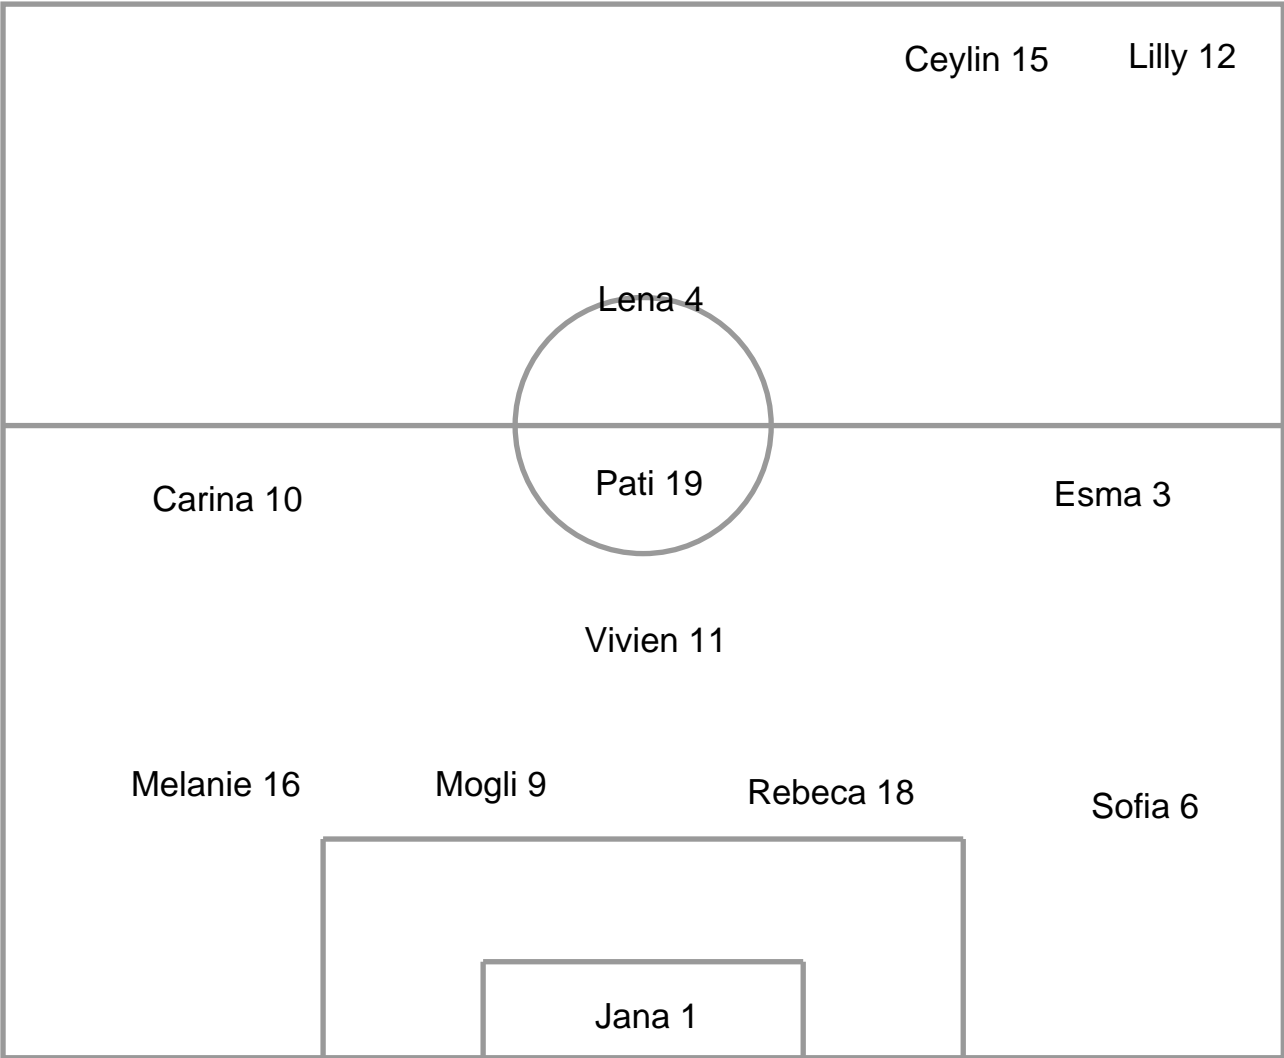 Ceylin 15
Lilly 12
Lena 4
Carina 10
Pati 19
Esma 3
Vivien 11
Melanie 16
Mogli 9
Rebeca 18
Sofia 6
Jana 1